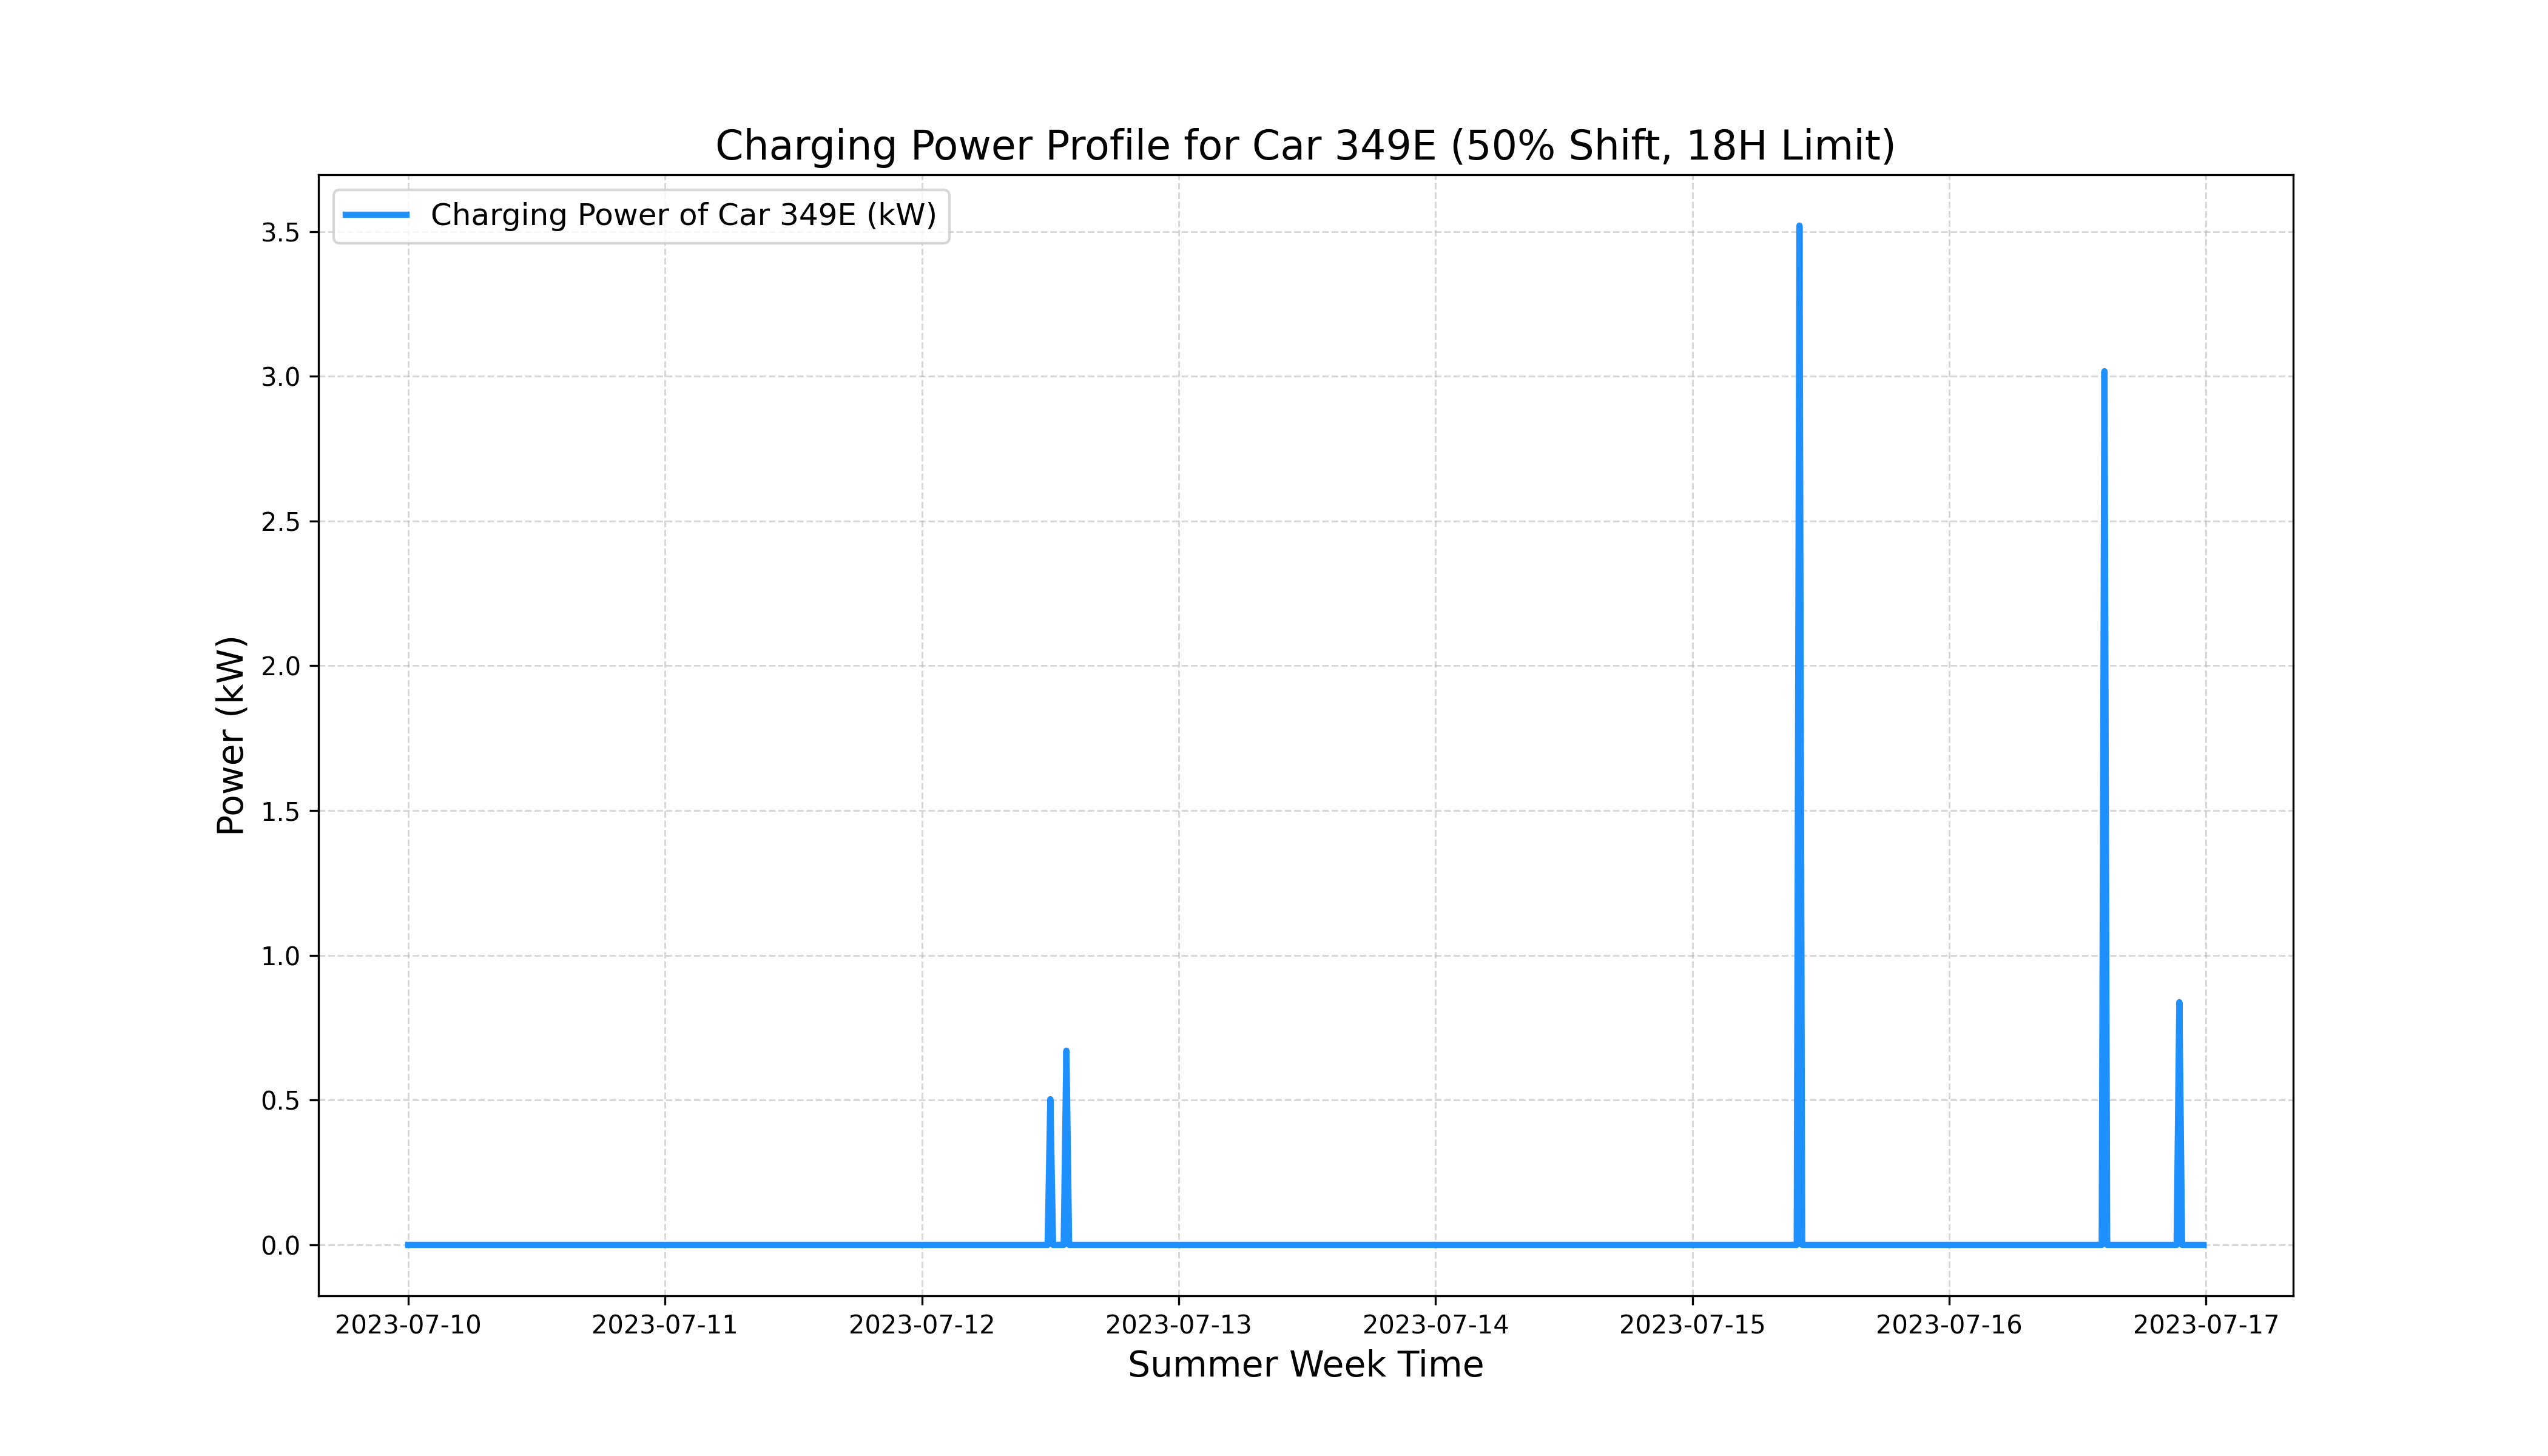 Charging Power Profile for Car 349E (50% Shift, 18H Limit)
Charging Power of Car 349E (kW)
3.5
3.0
2.5
2.0
1.5
1.0
0.5
0.0
Power (kW)
2023-07-10 2023-07-11 2023-07-12 2023-07-13 2023-07-14 2023-07-15 2023-07-16 2023-07-17
Summer Week Time